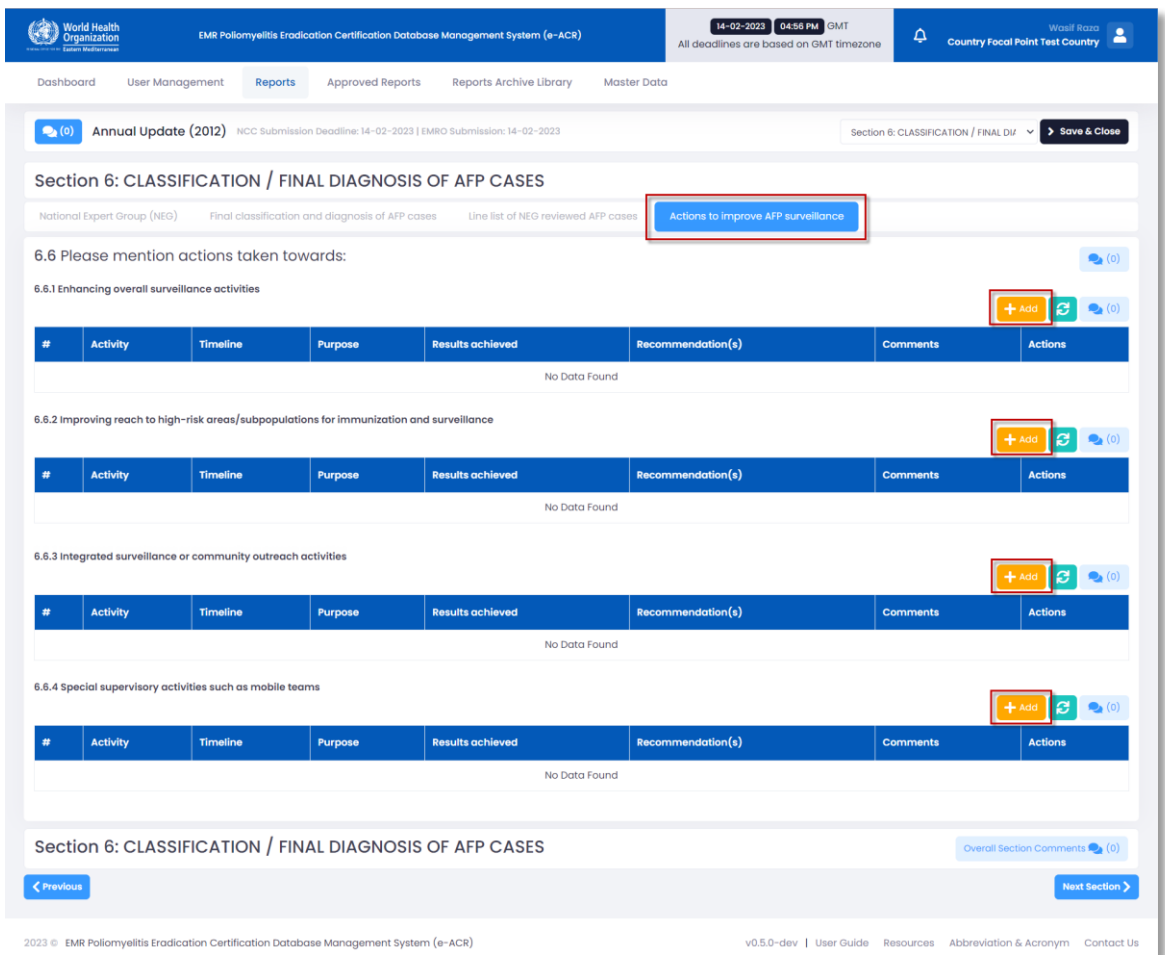 World Health
Organization
Eastern Mediterranean
EMR Poliomyelitis Eradication Certification Database Management System (e-ACR)
14-02-2023 04:56 PM GMT
All deadlines are based on GMT timezone
Wasif Raza
Country Focal Point Test Country
Dashboard User Management Reports Approved Reports Reports Archive Library Master Data
(0) Annual Update (2012) NCC Submission Deadline: 14-02-2023 | EMRO Submission: 14-02-2023 Section 6: CLASSIFICATION / FINAL DI Save & Close
Section 6: CLASSIFICATION / FINAL DIAGNOSIS OF AFP CASES
National Expert Group (NEG) Final classification and diagnosis of AFP cases Line list of NEG reviewed AFP cases Actions to improve AFP surveillance
6.6 Please mention actions taken towards: (0)
6.6.1 Enhancing overall surveillance activities
+ Add (0)
# Activity Timeline Purpose Results achieved Recommendation(s) Comments Actions
No Data Found
6.6.2 Improving reach to high-risk areas/subpopulations for immunization and surveillance
+ Add (0)
# Activity Timeline Purpose Results achieved Recommendation(s) Comments Actions
No Data Found
6.6.3 Integrated surveillance or community outreach activities
+ Add (0)
# Activity Timeline Purpose Results achieved Recommendation(s) Comments Actions
No Data Found
6.6.4 Special supervisory activities such as mobile teams
+ Add (0)
# Activity Timeline Purpose Results achieved Recommendation(s) Comments Actions
No Data Found
Section 6: CLASSIFICATION / FINAL DIAGNOSIS OF AFP CASES Overall Section Comments (0)
Previous Next Section
2023 © EMR Poliomyelitis Eradication Certification Database Management System (e-ACR) v0.5.0-dev | User Guide Resources Abbreviation & Acronym Contact Us